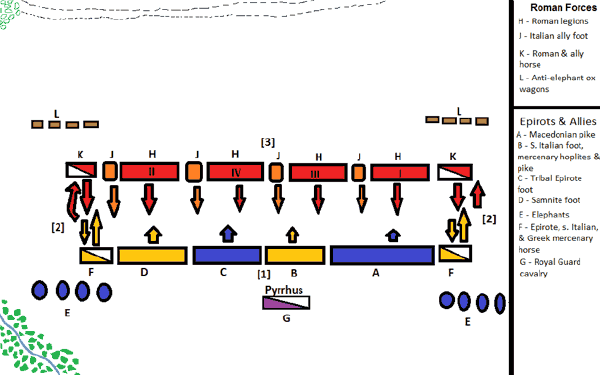 Roman Forces
H - Roman legions
J - Italian ally foot
K - Roman & ally
horse
L - Anti-elephant ox
wagons
Epirots & Allies
A - Macedonian pike
B - S. Italian foot,
mercenary hoplites &
pike
C - Tribal Epirote
foot
D - Samnite foot
E - Elephants
F - Epirote, s. Italian,
& Greek mercenary
horse
G - Royal Guard
cavalry
L L
[3]
K J H J H J H J H K
II IV III I
[2] [2]
F D C [1] B A F
E Pyrrhus E
G